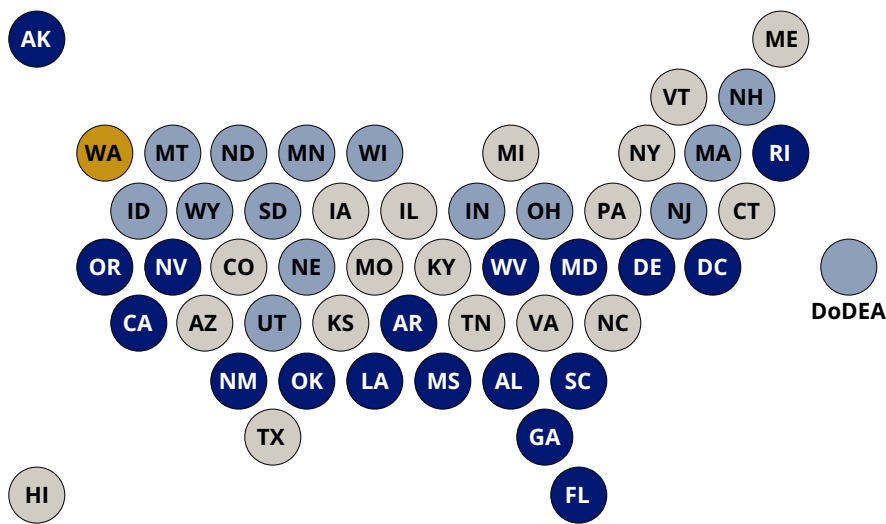 AK ME
VT NH
WA MT ND MN WI MI NY MA RI
ID WY SD IA IL IN OH PA NJ CT
OR NV CO NE MO KY WV MD DE DC
DoDEA
CA AZ UT KS AR TN VA NC
NM OK LA MS AL SC
TX GA
HI FL